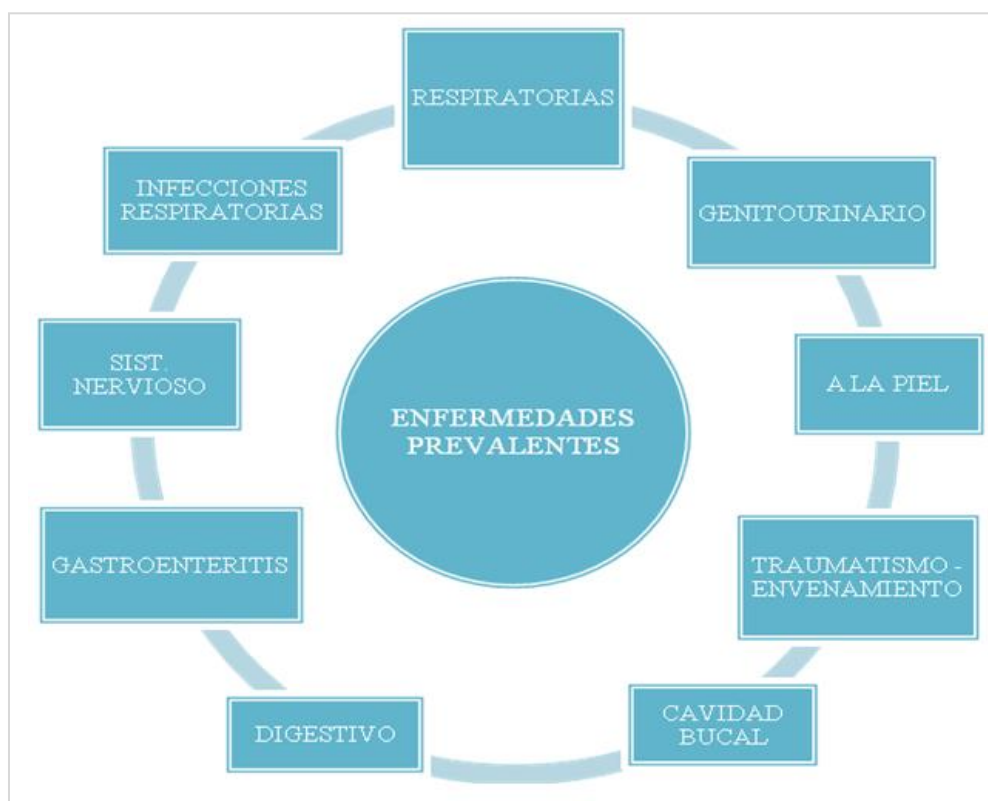 RESPIRATORIAS
GENITOURINARIO
A LA PIEL
TRAUMATISMO -
ENVENAMIENTO
CAVIDAD
BUCAL
DIGESTIVO
GASTROENTERITIS
SIST.
NERVIOSO
INFECCIONES
RESPIRATORIAS
ENFERMEDADES
PREVALENTES